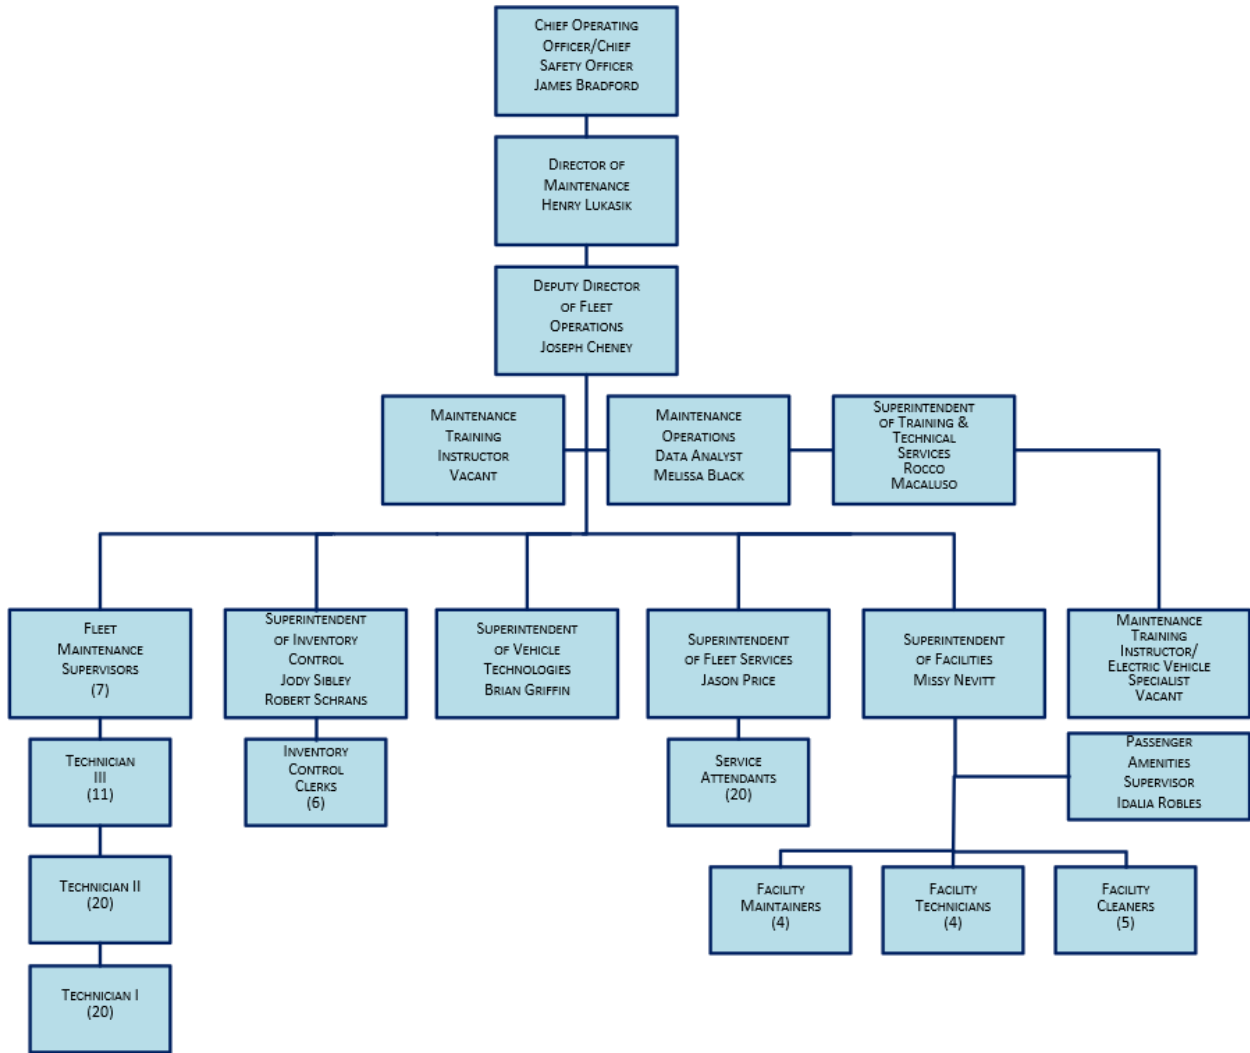 Chief Operating
Officer/Chief
Safety Officer
James Bradford
Director of
Maintenance
Henry Lukasik
Deputy Director
of Fleet
Operations
Joseph Cheney
Maintenance
Training
Instructor
Vacant
Maintenance
Operations
Data Analyst
Melissa Black
Superintendent
of Training &
Technical
Services
Rocco
Macaluso
Fleet
Maintenance
Supervisors
(7)
Superintendent
of Inventory
Control
Jody Sibley
Robert Schrans
Superintendent
of Vehicle
Technologies
Brian Griffin
Superintendent
of Fleet Services
Jason Price
Superintendent
of Facilities
Missy Nevitt
Maintenance
Training
Instructor/
Electric Vehicle
Specialist
Vacant
Technician
III
(11)
Inventory
Control
Clerks
(6)
Service
Attendants
(20)
Passenger
Amenities
Supervisor
Idalia Robles
Technician II
(20)
Facility
Maintainers
(4)
Facility
Technicians
(4)
Facility
Cleaners
(5)
Technician I
(20)